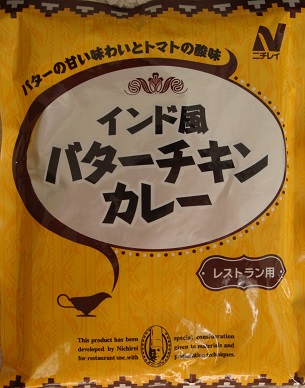 バターの甘い味わいとトマトの酸味
ニチレイ
インド風
バターチキン
カレー
レストラン用
This product has been
developed by Nichirei
for restaurant use, with
special consideration
given to materials and
production techniques.